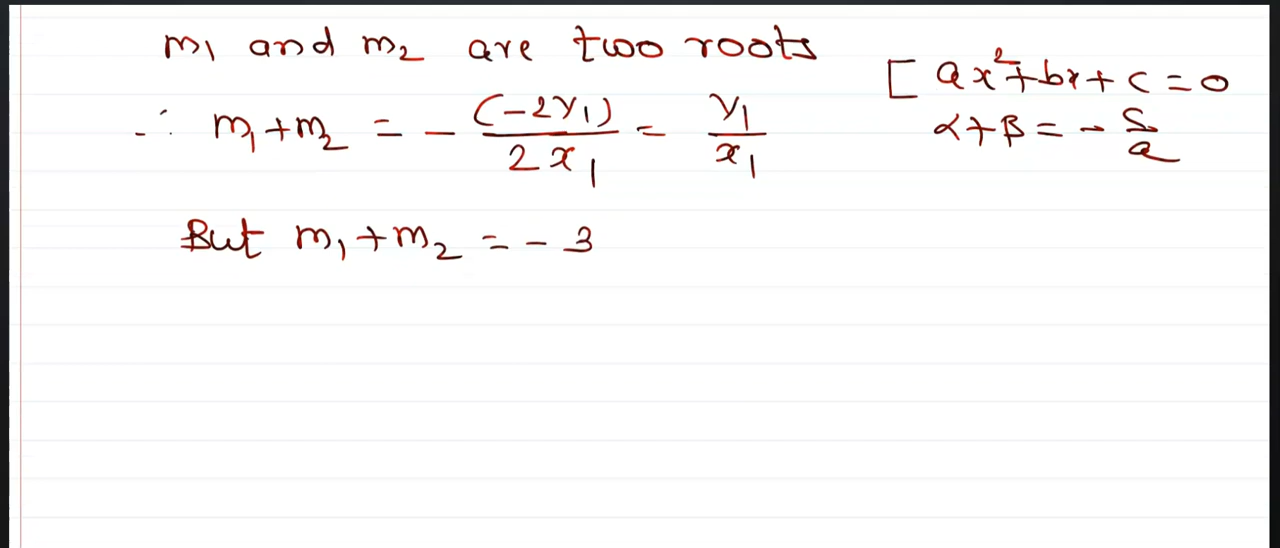 m₁ and m₂ are two roots
∴ m₁+m₂ = - (-2y₁)/2x₁ = y₁/x₁
[ ax²+bx+c=0
α+β = - S/a
But m₁+m₂ = -3